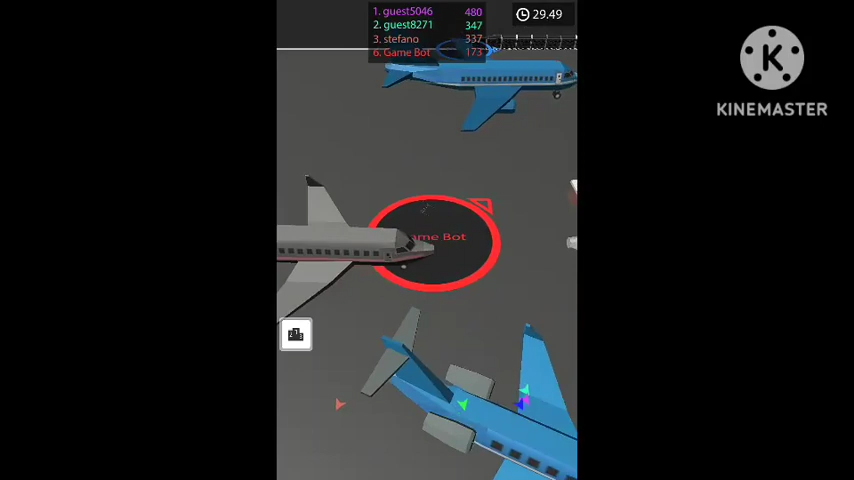 1. guest5046 480
2. guest8271 347
3. stefano 337
6. Game Bot 173
29.49
K
KINEMASTER
ame Bot